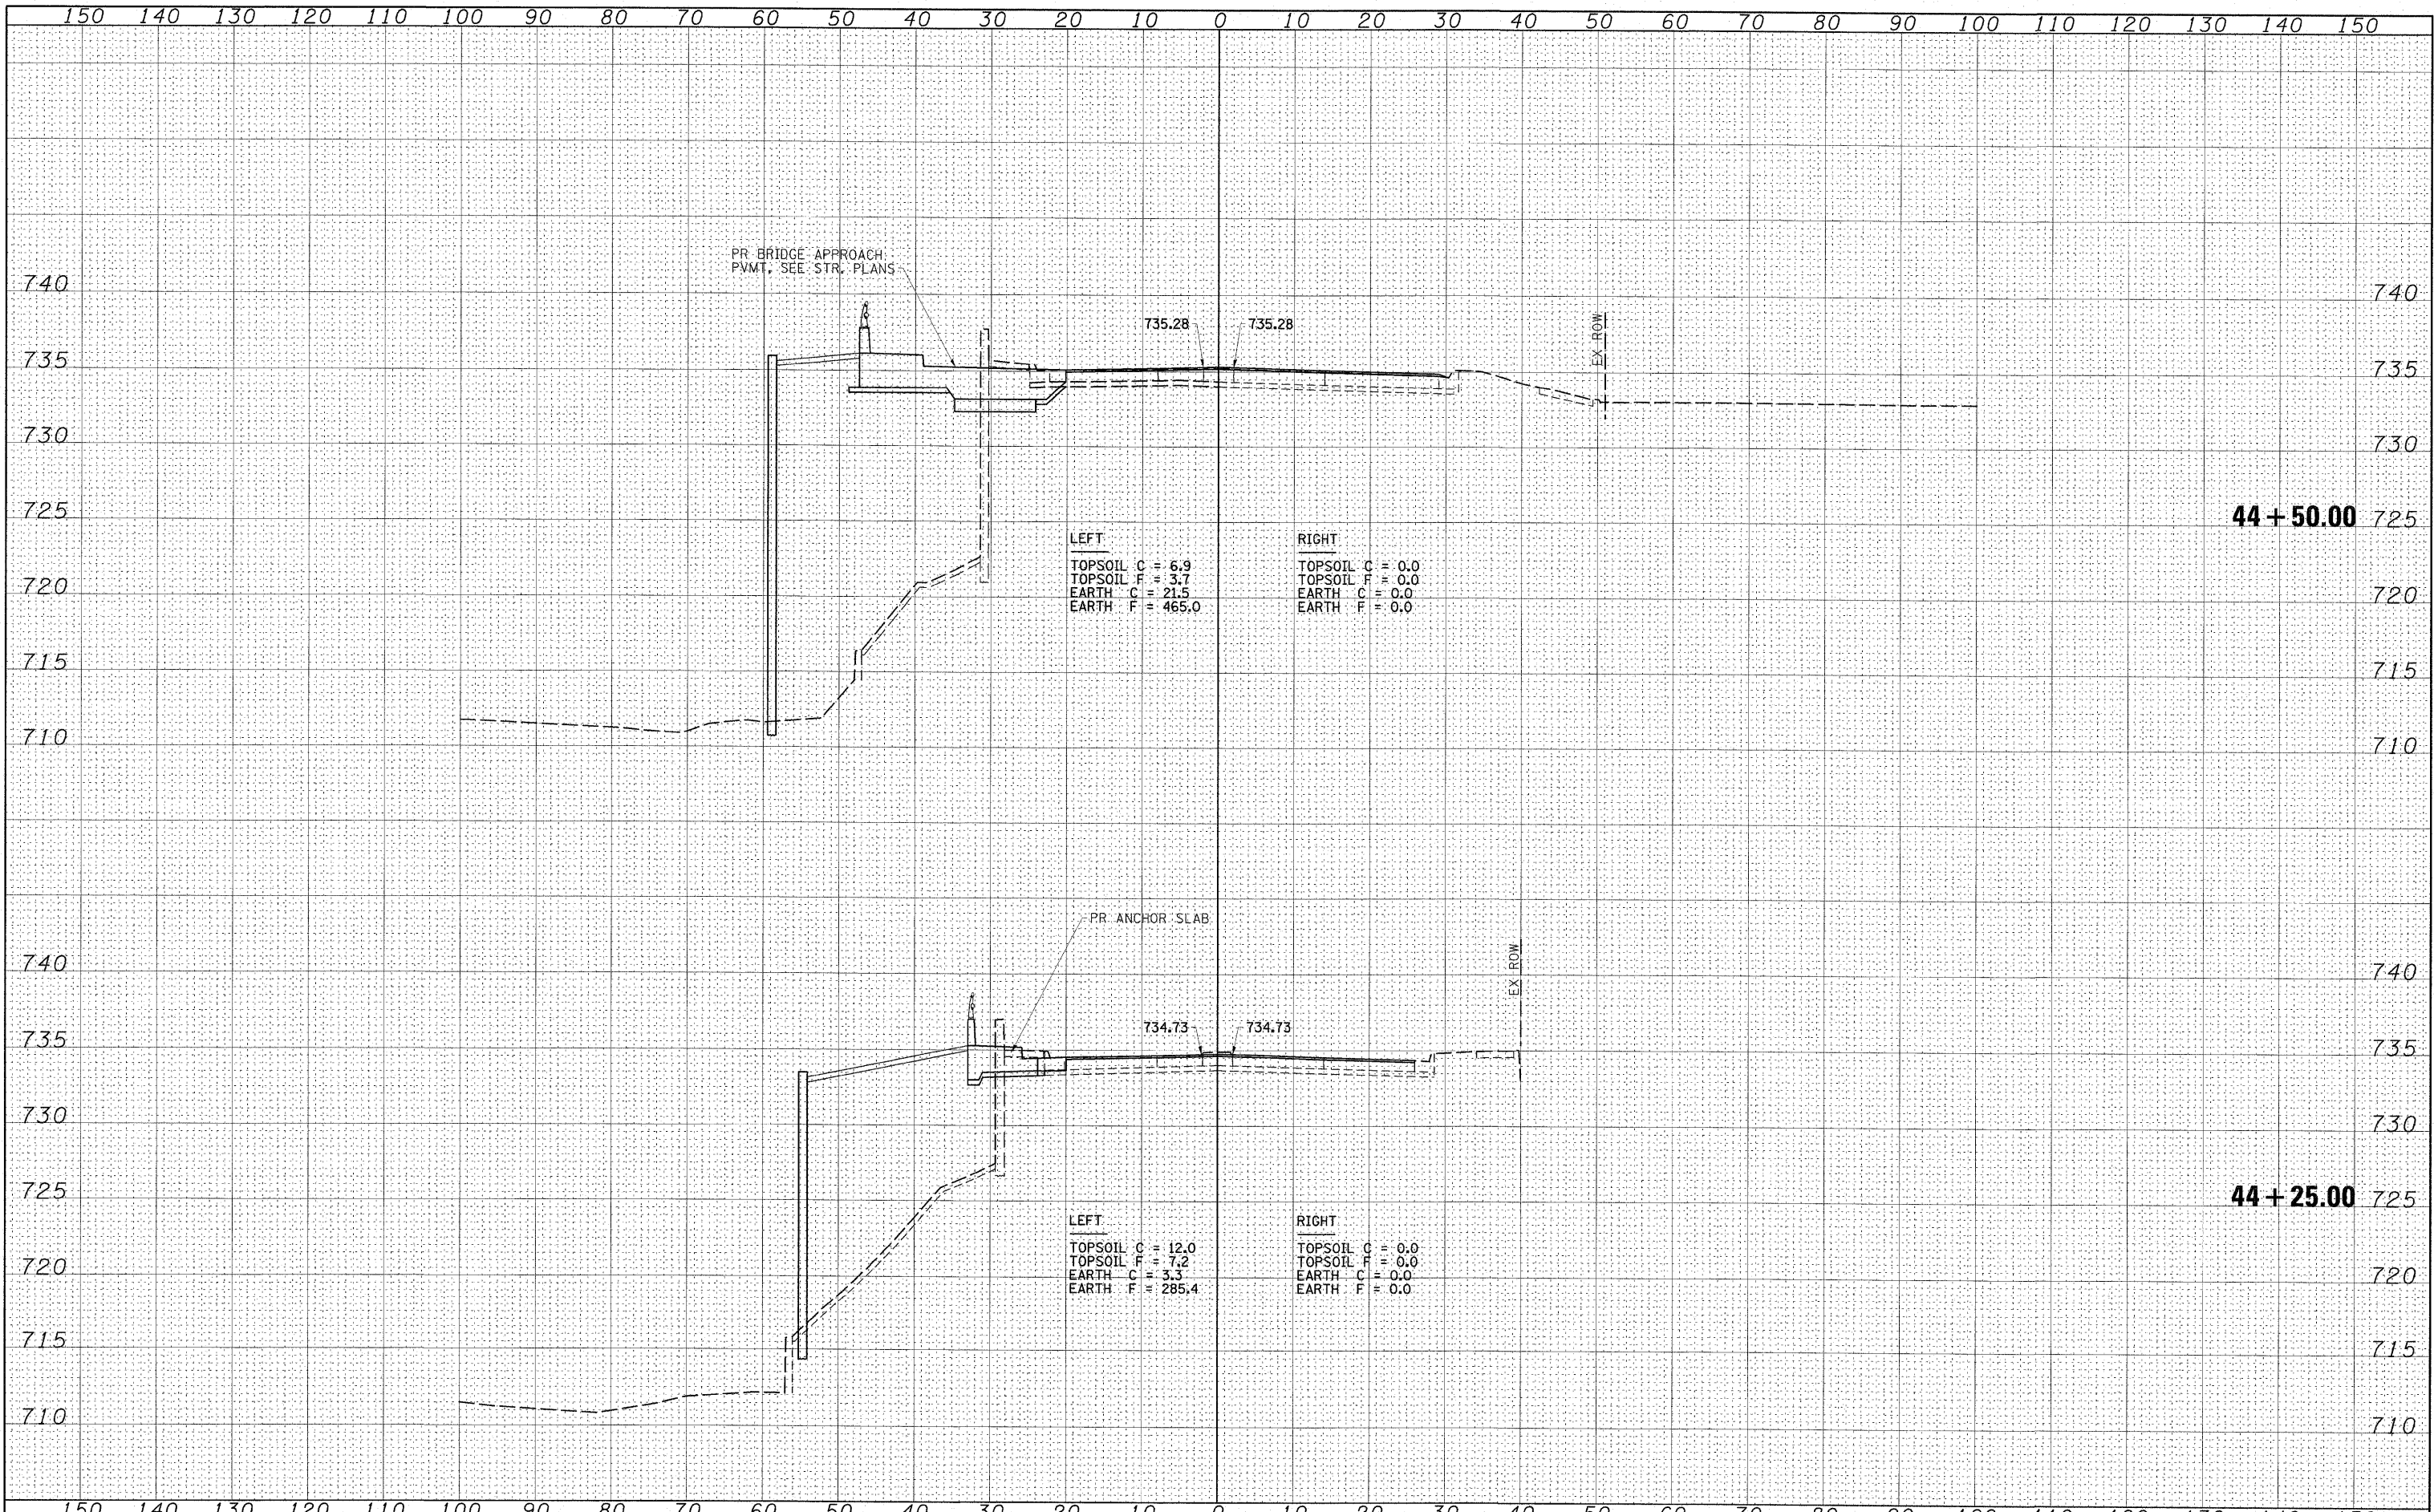 150 140 130 120 110 100 90 80 70 60 50 40 30 20 10 0 10 20 30 40 50 60 70 80 90 100 110 120 130 140 150
PR BRIDGE APPROACH
PVMT, SEE STR. PLANS
740 740
735.28 735.28
EX ROW
735 735
730 730
725 44+50.00 725
LEFT RIGHT
TOPSOIL C = 6.9 TOPSOIL C = 0.0
TOPSOIL F = 3.7 TOPSOIL F = 0.0
EARTH C = 21.5 EARTH C = 0.0
EARTH F = 465.0 EARTH F = 0.0
720 720
715 715
710 710
PR ANCHOR SLAB
740 740
EX ROW
734.73 734.73
735 735
730 730
725 44+25.00 725
LEFT RIGHT
TOPSOIL C = 12.0 TOPSOIL C = 0.0
TOPSOIL F = 7.2 TOPSOIL F = 0.0
EARTH C = 3.3 EARTH C = 0.0
EARTH F = 285.4 EARTH F = 0.0
720 720
715 715
710 710
150 140 130 120 110 100 90 80 70 60 50 40 30 20 10 0 10 20 30 40 50 60 70 80 90